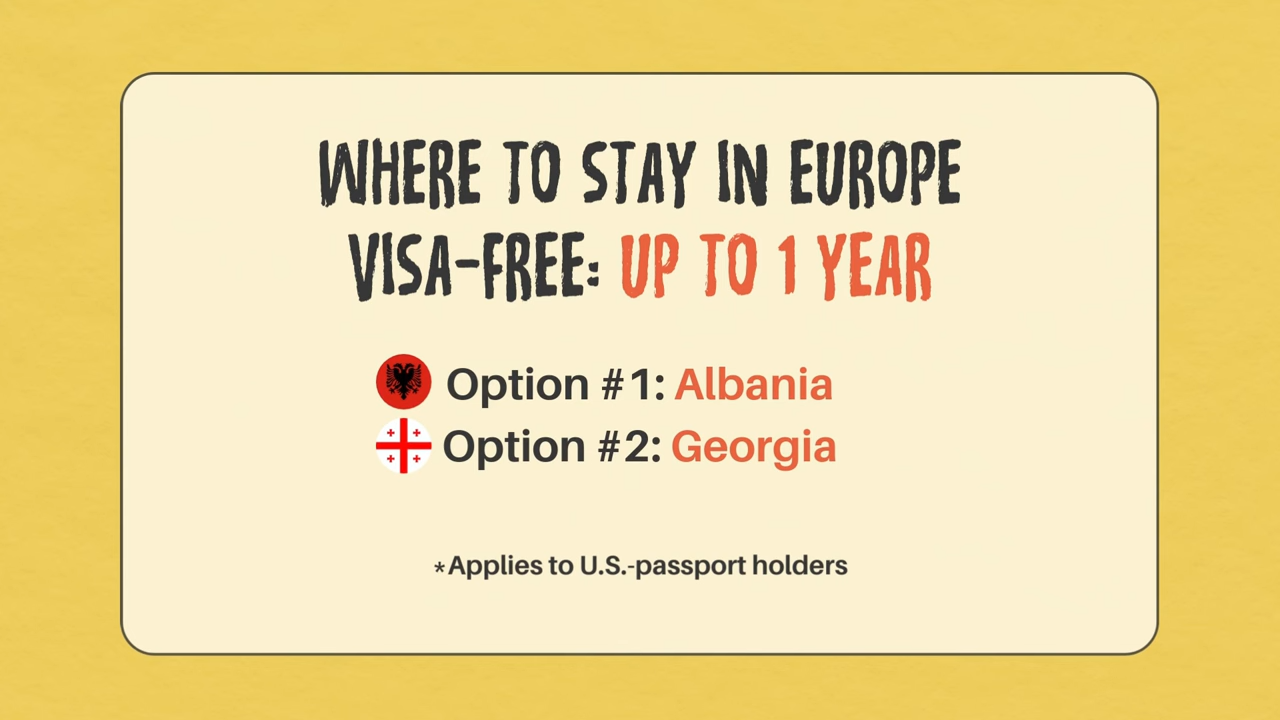 WHERE TO STAY IN EUROPE
VISA-FREE: UP TO 1 YEAR
Option #1: Albania
Option #2: Georgia
*Applies to U.S.-passport holders